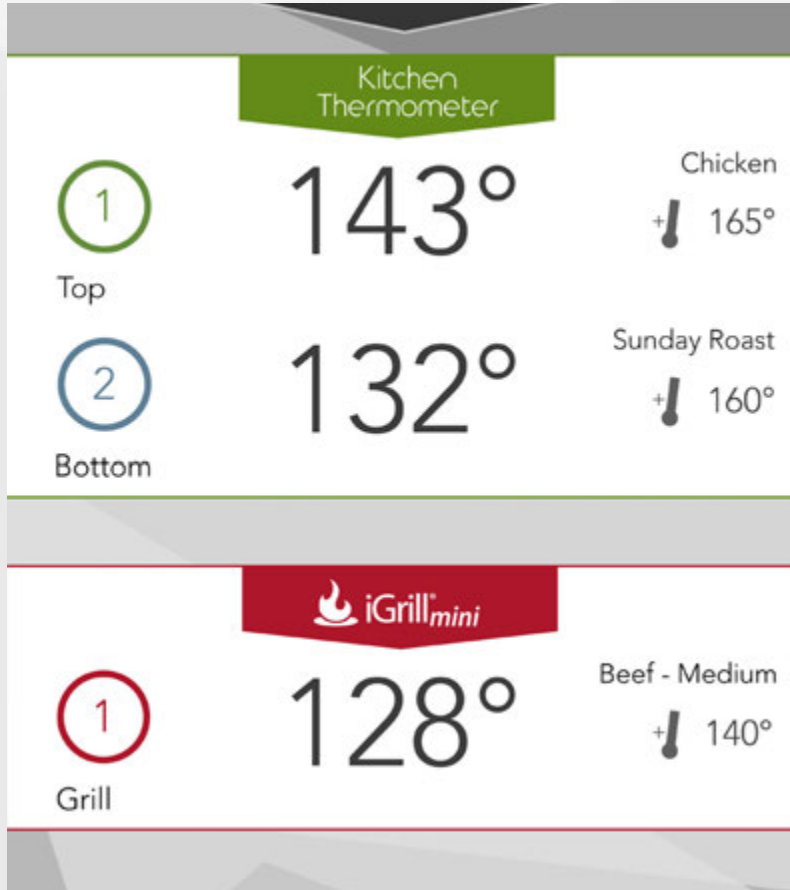 Kitchen
Thermometer
1
143°
Chicken
+ 165°
Top
2
132°
Sunday Roast
+ 160°
Bottom
iGrill® mini
1
128°
Beef - Medium
+ 140°
Grill